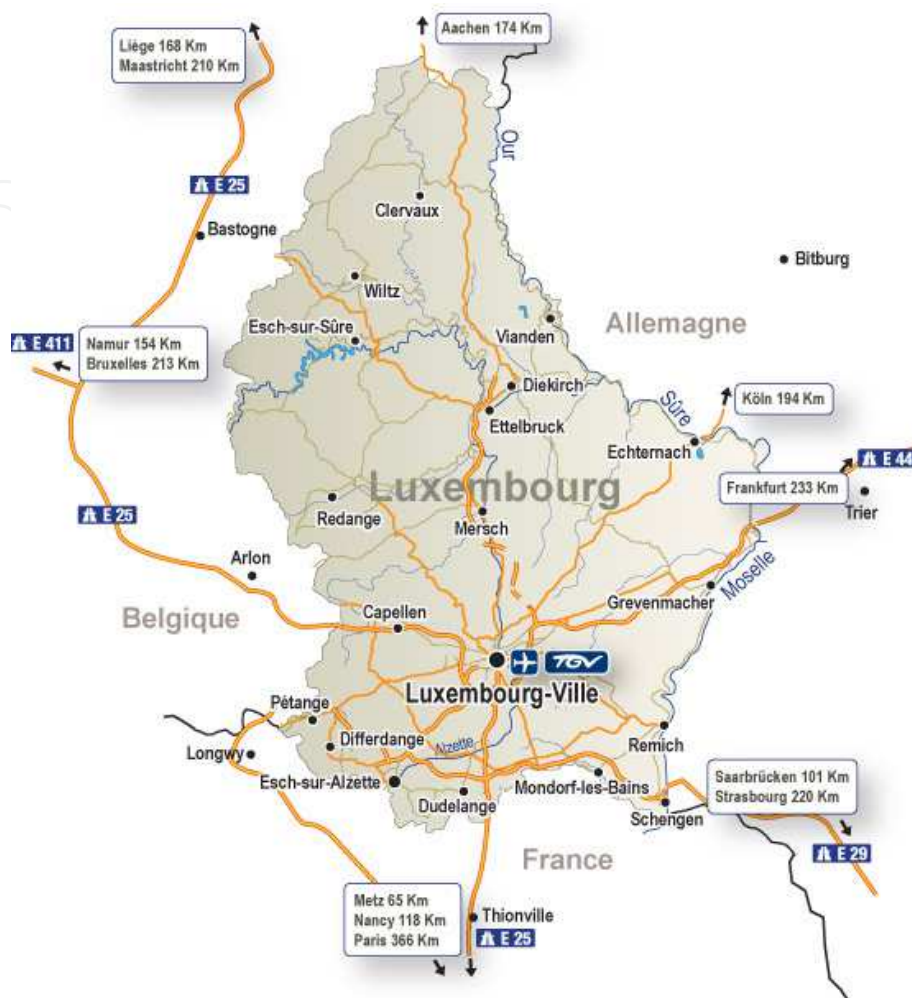 Aachen 174 Km
Liège 168 Km
Maastricht 210 Km
Our
E 25
Clervaux
Bastogne
Bitburg
Wiltz
Esch-sur-Sûre
Vianden
Allemagne
E 411
Namur 154 Km
Bruxelles 213 Km
Diekirch
Sûre
Köln 194 Km
Ettelbruck
Echternach
E 44
Luxembourg
Frankfurt 233 Km
E 25
Redange
Mersch
Trier
Arlon
Moselle
Grevenmacher
Belgique
Capellen
TGV
Luxembourg-Ville
Pétange
Differdange
Alzette
Remich
Longwy
Esch-sur-Alzette
Mondorf-les-Bains
Saarbrücken 101 Km
Strasbourg 220 Km
Dudelange
Schengen
E 29
France
Metz 65 Km
Nancy 118 Km
Paris 366 Km
Thionville
E 25